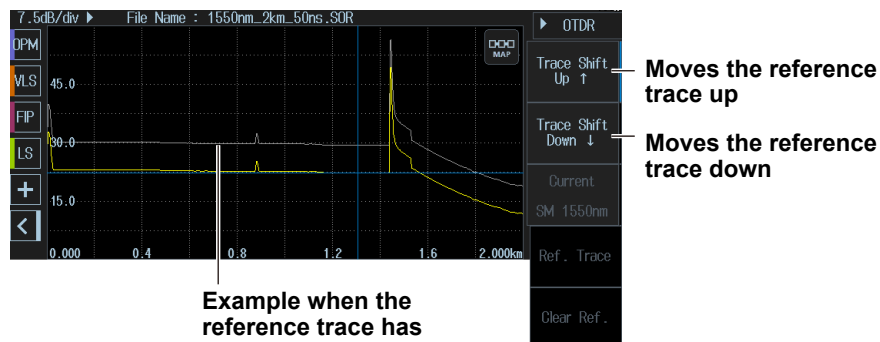 7.5dB/div ▶ File Name : 1550nm_2km_50ns.SOR
▶ OTDR
OPM
VLS
FIP
LS
+
<
MAP
45.0
30.0
15.0
0.000 0.4 0.8 1.2 1.6 2.000km
Trace Shift
Up ↑
Trace Shift
Down ↓
Current
SM 1550nm
Ref. Trace
Clear Ref.
Moves the reference
trace up
Moves the reference
trace down
Example when the
reference trace has